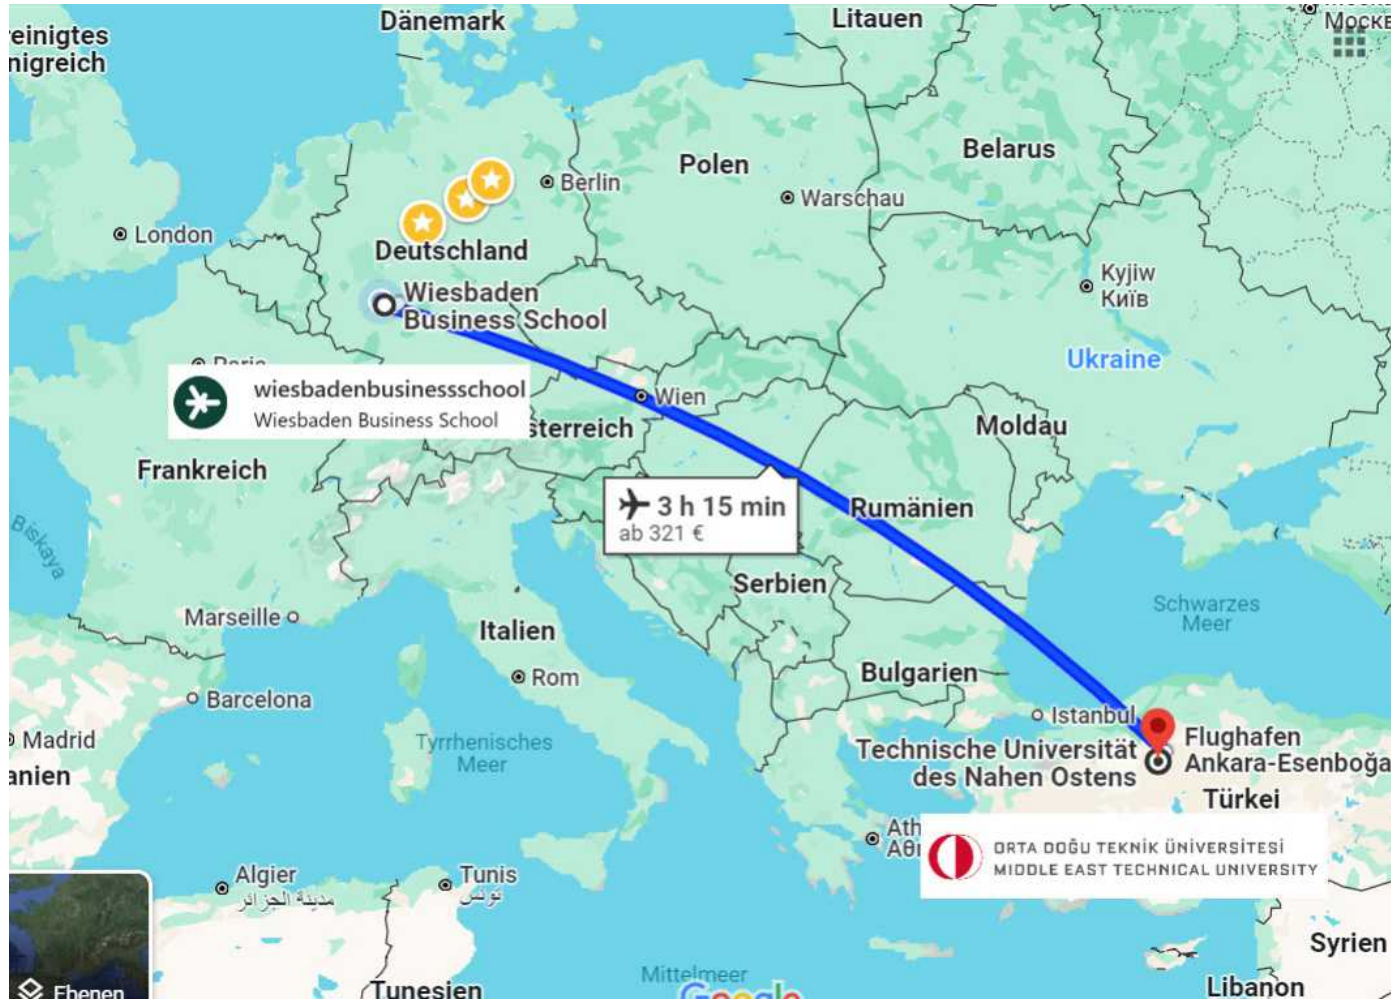 Dänemark
Litauen
Москв
einigtes
nigreich
Polen
Belarus
Berlin
Warschau
London
Deutschland
Kyjiw
Київ
Wiesbaden
Business School
Ukraine
Paris
wiesbadenbusinessschool
Wiesbaden Business School
Wien
sterreich
Moldau
Frankreich
3 h 15 min
ab 321 €
Rumänien
Biskaya
Serbien
Schwarzes
Meer
Marseille
Italien
Rom
Bulgarien
Barcelona
Istanbul
Madrid
anien
Tyrrhenisches
Meer
Technische Universität
des Nahen Ostens
Flughafen
Ankara-Esenboğa
Türkei
Ath
Αθι
ORTA DOĞU TEKNİK ÜNİVERSİTESİ
MIDDLE EAST TECHNICAL UNIVERSITY
Algier
مدينة الجزائر
Tunis
تونس
Syrien
Mittelmeer
Google
Libanon
Ebenen
Tunesien